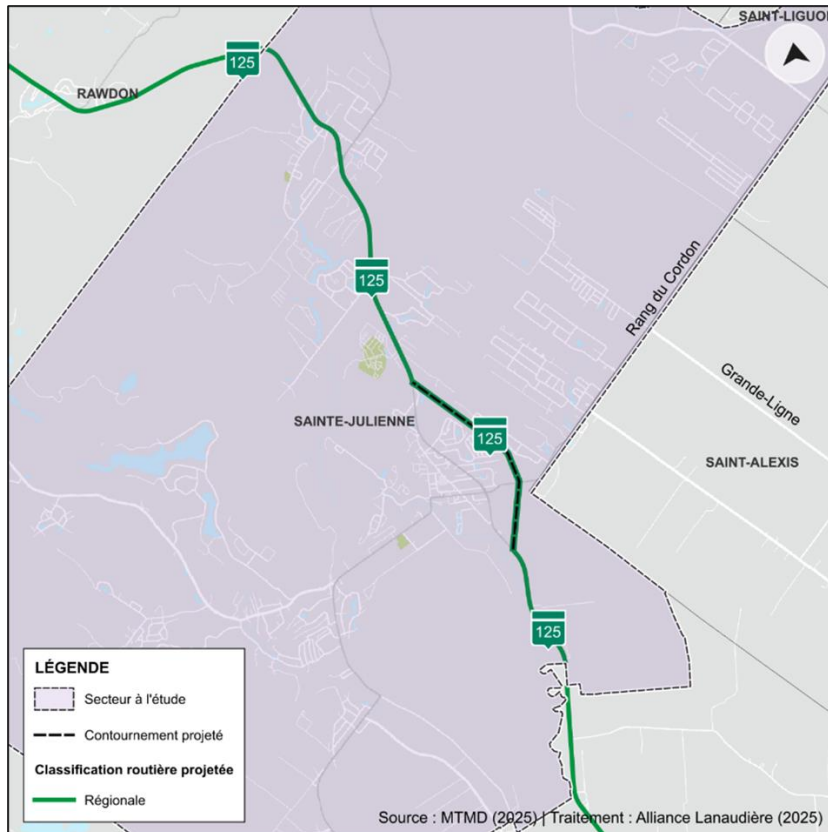 SAINT-LIGUORI
125
RAWDON
125
Rang du Cordon
Grande-Ligne
SAINTE-JULIENNE
125
SAINT-ALEXIS
125
LÉGENDE
Secteur à l'étude
Contournement projeté
Classification routière projetée
Régionale
Source : MTMD (2025) | Traitement : Alliance Lanaudière (2025)